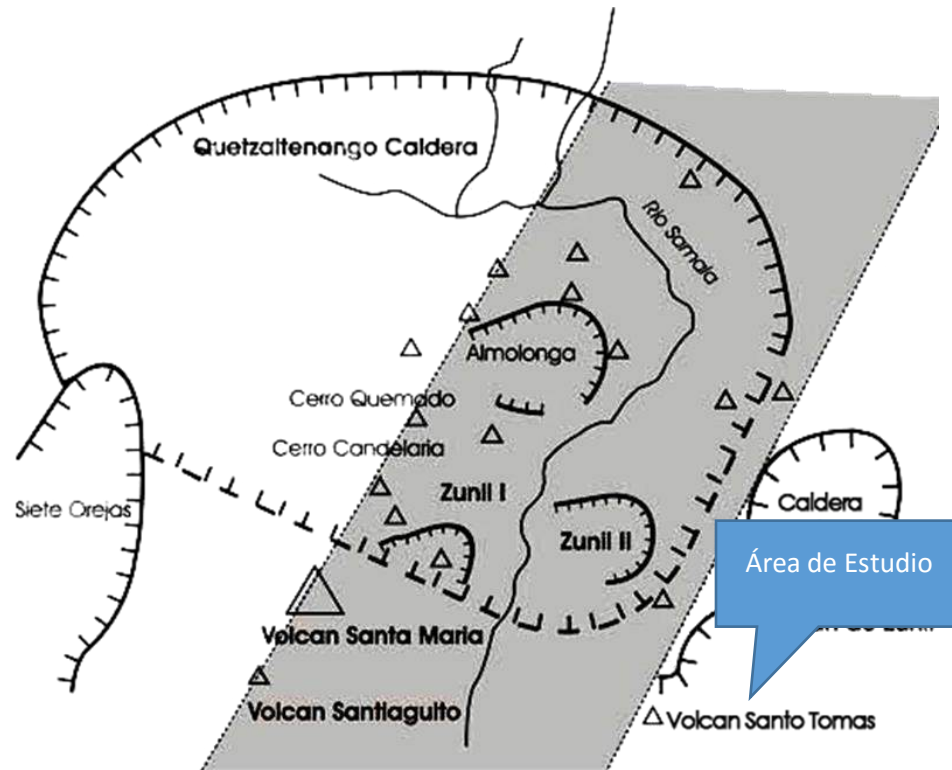 Quetzaltenango Caldera
Río Samala
Almolonga
Cerro Quemado
Cerro Candelaria
Zunil I
Siete Orejas
Caldera
Zunil II
Área de Estudio
Volcan Santa Maria
Volcan Santiaguito
Volcan Santo Tomas